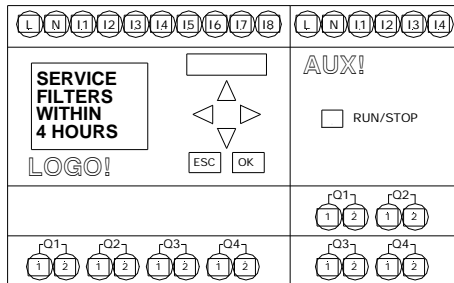 L N I1 I2 I3 I4 I5 I6 I7 I8 L N I1 I2 I3 I4
SERVICE
FILTERS
WITHIN
4 HOURS
LOGO!
ESC OK
AUX!
RUN/STOP
Q1 Q2
1 2 1 2
Q1 Q2 Q3 Q4 Q3 Q4
1 2 1 2 1 2 1 2 1 2 1 2